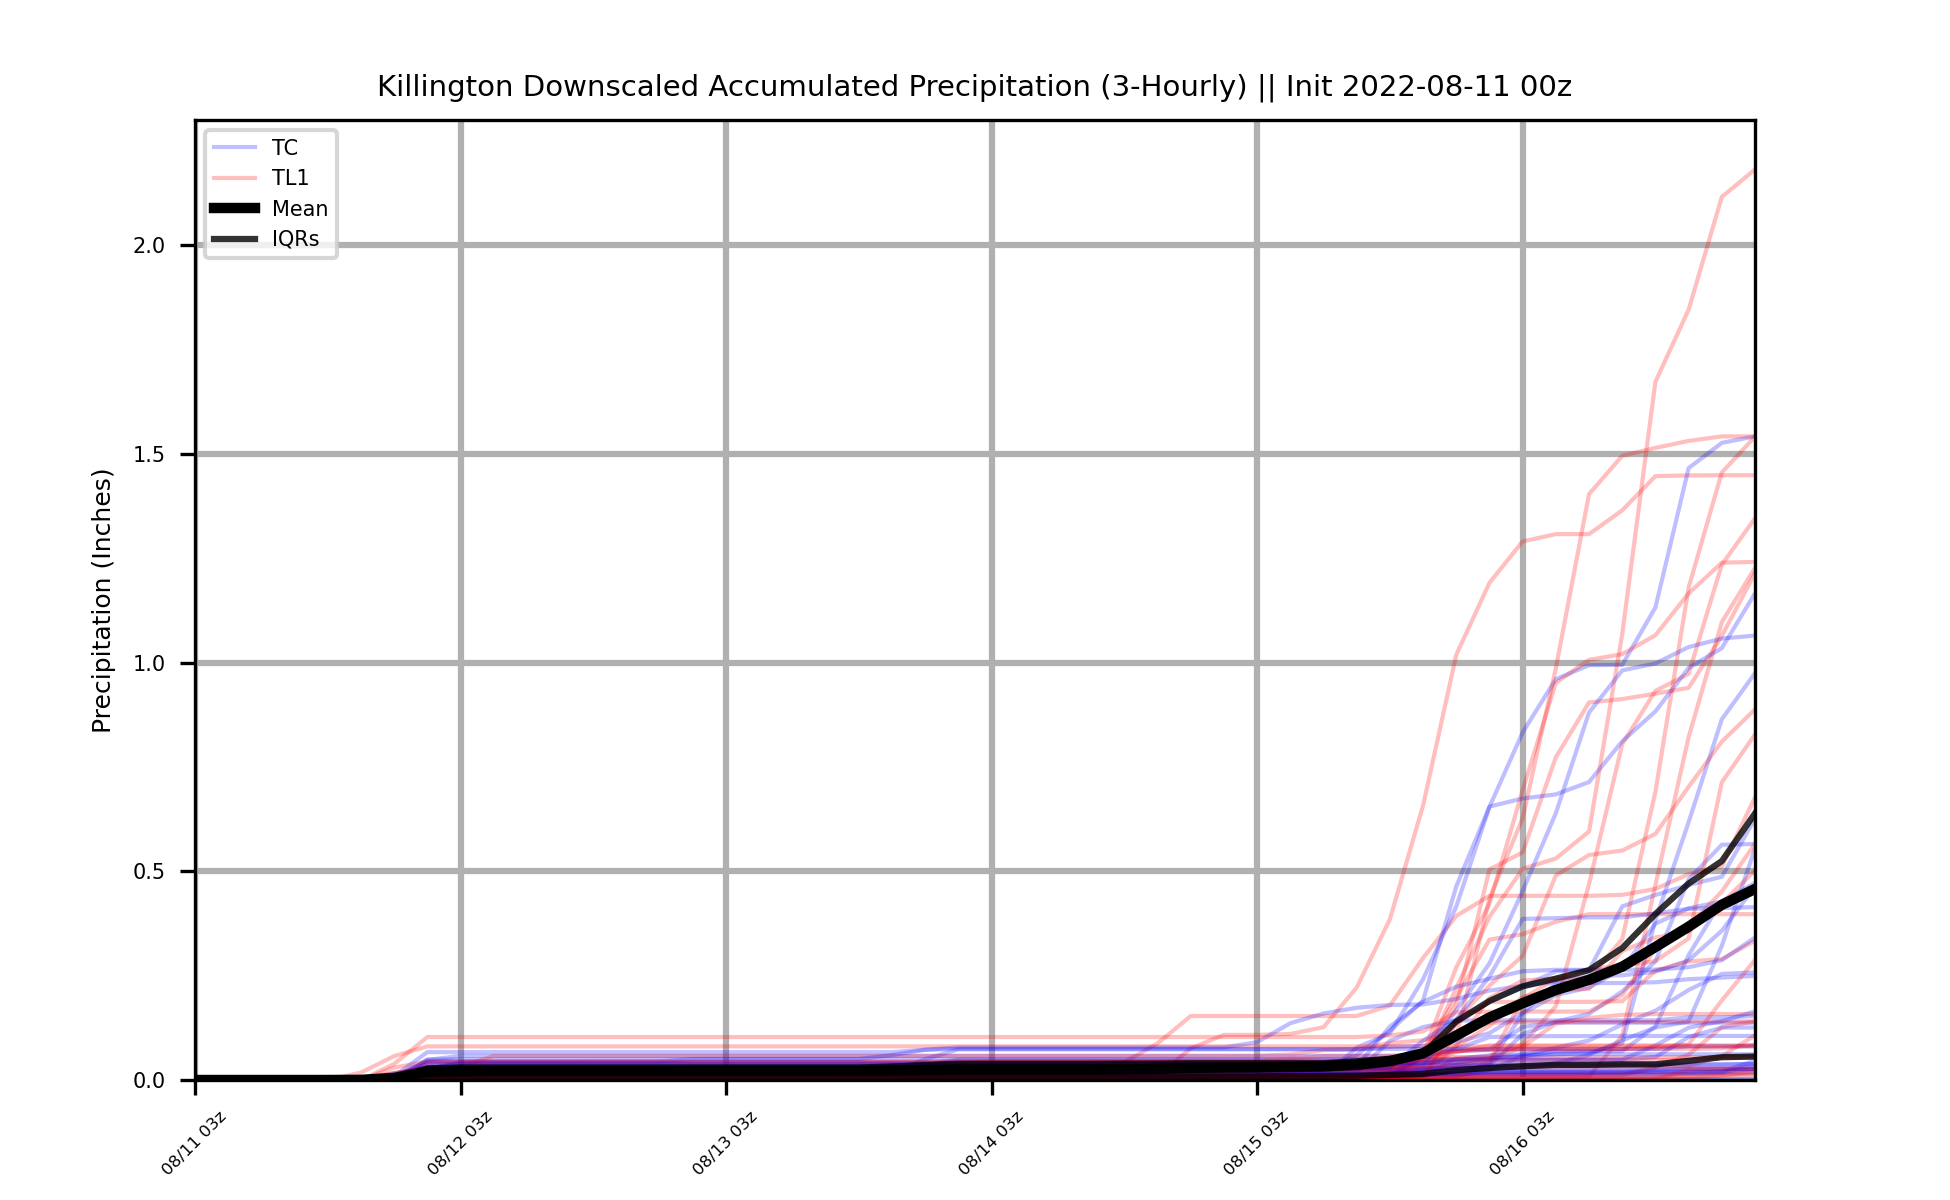 Killington Downscaled Accumulated Precipitation (3-Hourly) || Init 2022-08-11 00z
TC
TL1
Mean
IQRs
Precipitation (Inches)
2.0
1.5
1.0
0.5
0.0
08/11 03z
08/12 03z
08/13 03z
08/14 03z
08/15 03z
08/16 03z